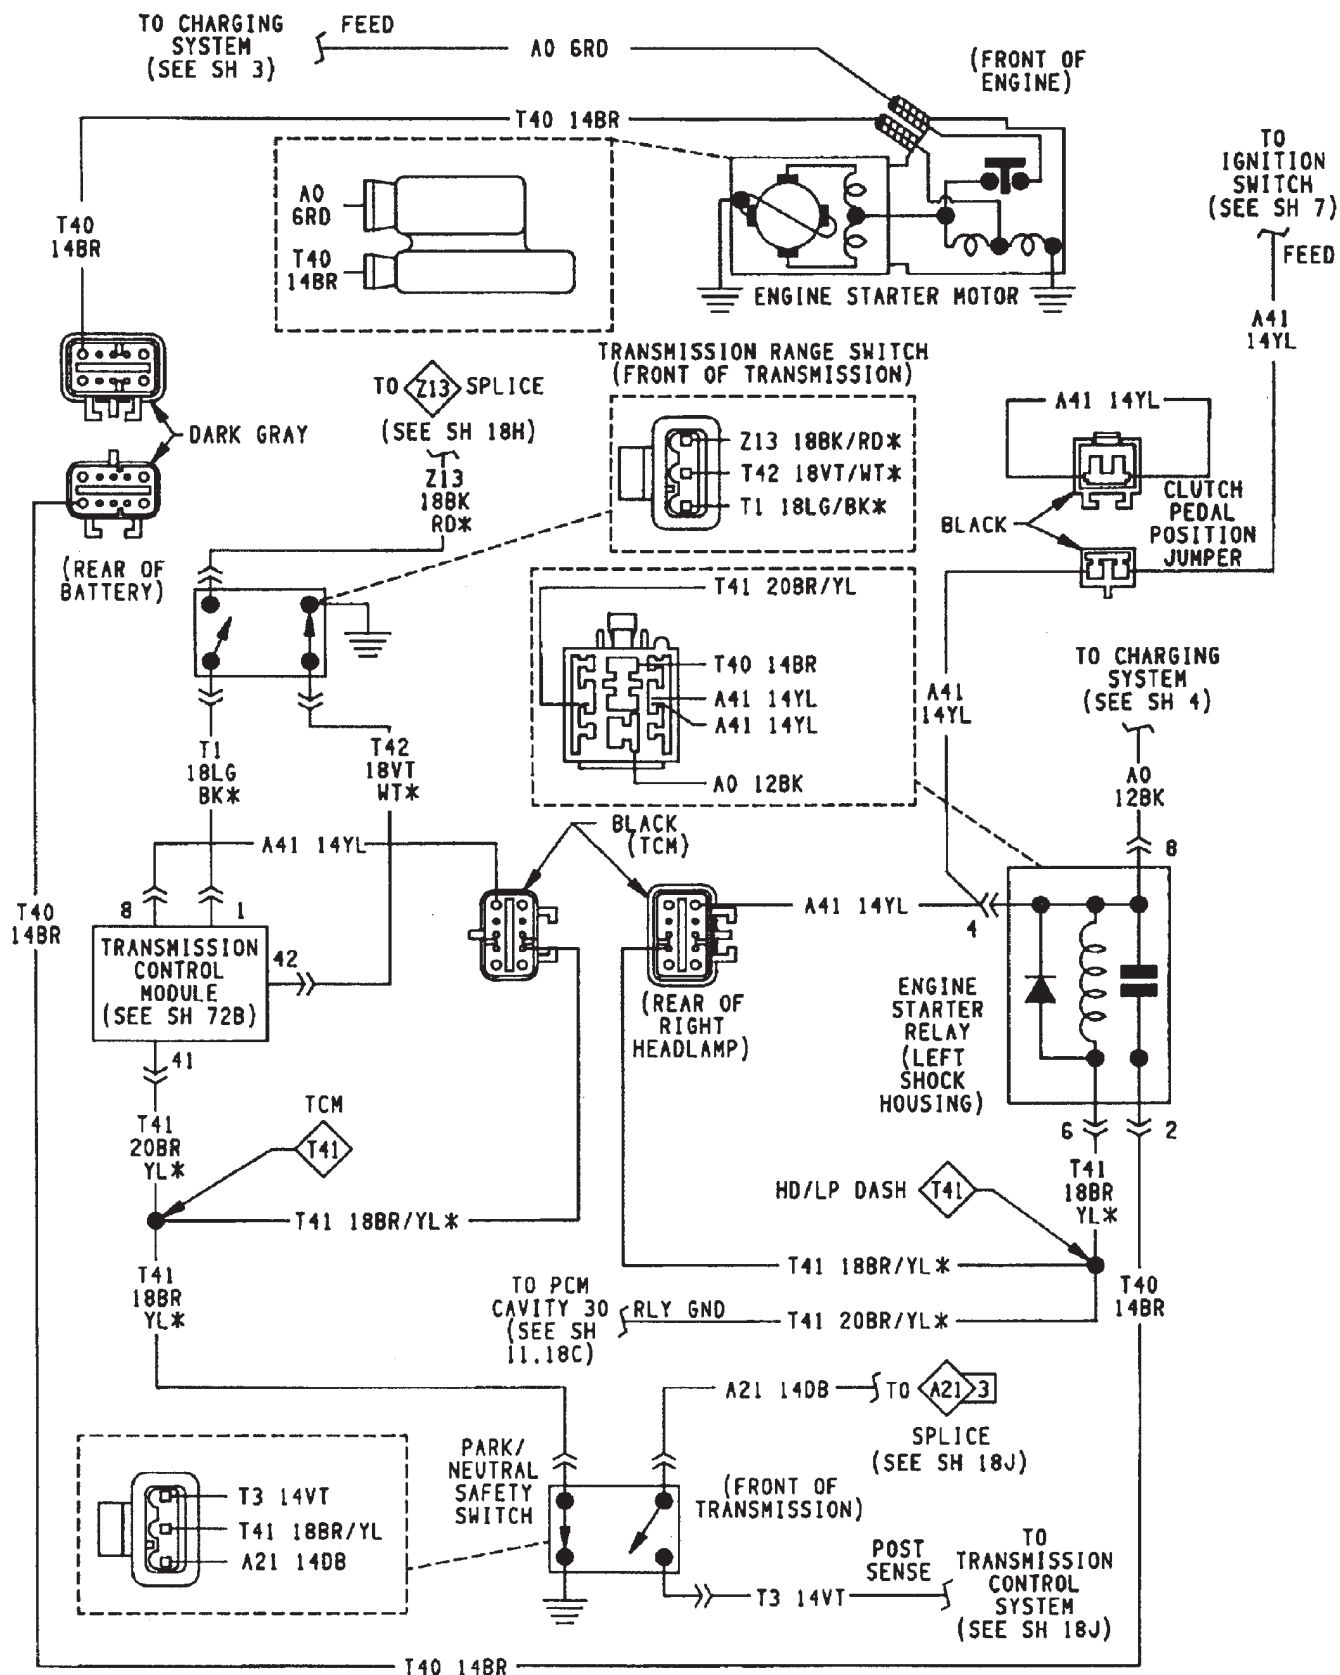 TO CHARGING
SYSTEM
(SEE SH 3)
FEED
A0 6RD
(FRONT OF
ENGINE)
T40 14BR
TO
IGNITION
SWITCH
(SEE SH 7)
FEED
A0
6RD
T40
14BR
T40
14BR
ENGINE STARTER MOTOR
A41
14YL
TRANSMISSION RANGE SWITCH
(FRONT OF TRANSMISSION)
TO Z13 SPLICE
(SEE SH 18H)
DARK GRAY
Z13
18BK
RD*
Z13 18BK/RD*
T42 18VT/WT*
T1 18LG/BK*
A41 14YL
BLACK
CLUTCH
PEDAL
POSITION
JUMPER
(REAR OF
BATTERY)
T41 20BR/YL
T40 14BR
A41 14YL
A41 14YL
A0 12BK
TO CHARGING
SYSTEM
(SEE SH 4)
A41
14YL
A0
12BK
T1
18LG
BK*
T42
18VT
WT*
A41 14YL
BLACK
(TCM)
8
8
1
T40
14BR
A41 14YL
4
TRANSMISSION
CONTROL
MODULE
(SEE SH 72B)
42
(REAR OF
RIGHT
HEADLAMP)
ENGINE
STARTER
RELAY
(LEFT
SHOCK
HOUSING)
41
T41
20BR
YL*
TCM
T41
6
2
T41
18BR
YL*
HD/LP DASH T41
T41 18BR/YL*
T41
18BR
YL*
T41 18BR/YL*
T40
14BR
TO PCM
CAVITY 30
(SEE SH
11,18C)
RLY GND
T41 20BR/YL*
A21 14DB
TO A21 3
SPLICE
(SEE SH 18J)
PARK/
NEUTRAL
SAFETY
SWITCH
(FRONT OF
TRANSMISSION)
T3 14VT
T41 18BR/YL
A21 14DB
POST
SENSE
T3 14VT
TO
TRANSMISSION
CONTROL
SYSTEM
(SEE SH 18J)
T40 14BR